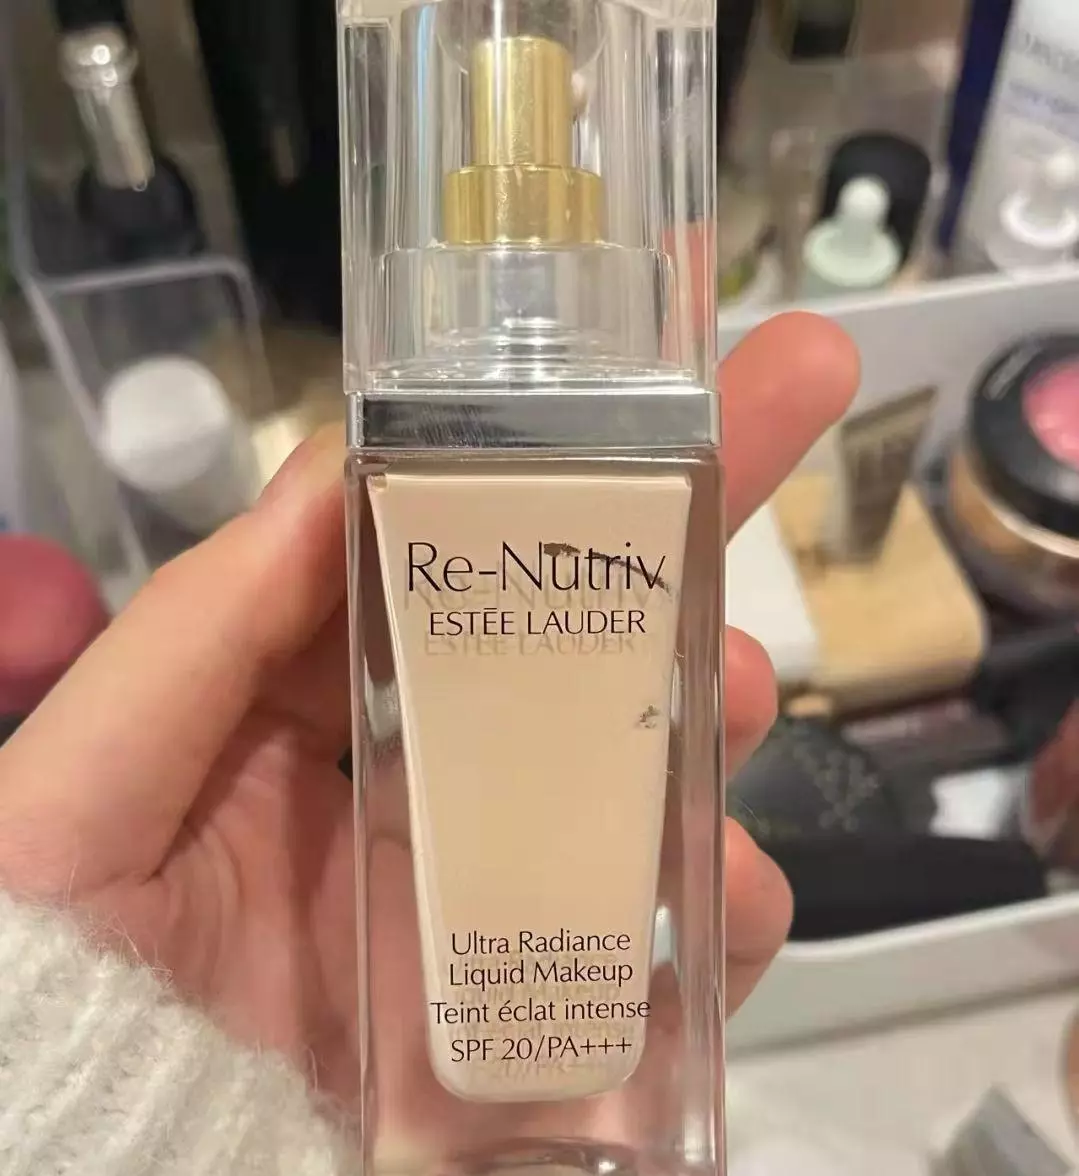 Re-Nutriv
ESTĒE LAUDER
Ultra Radiance
Liquid Makeup
Teint éclat intense
SPF 20/PA+++